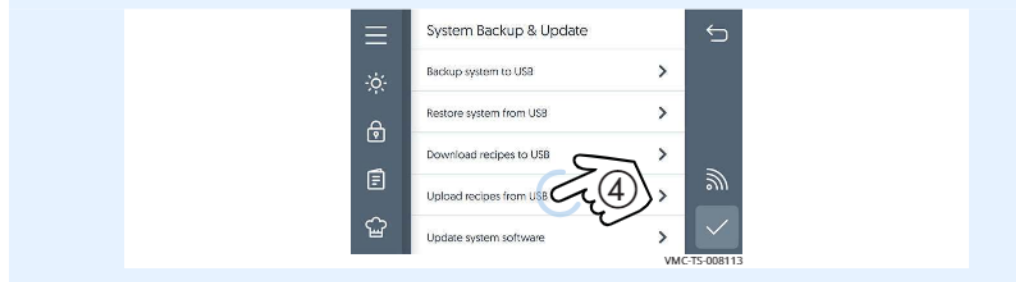 System Backup & Update
Backup system to USB
Restore system from USB
Download recipes to USB
Upload recipes from USB
4
Update system software
VMC-TS-008113